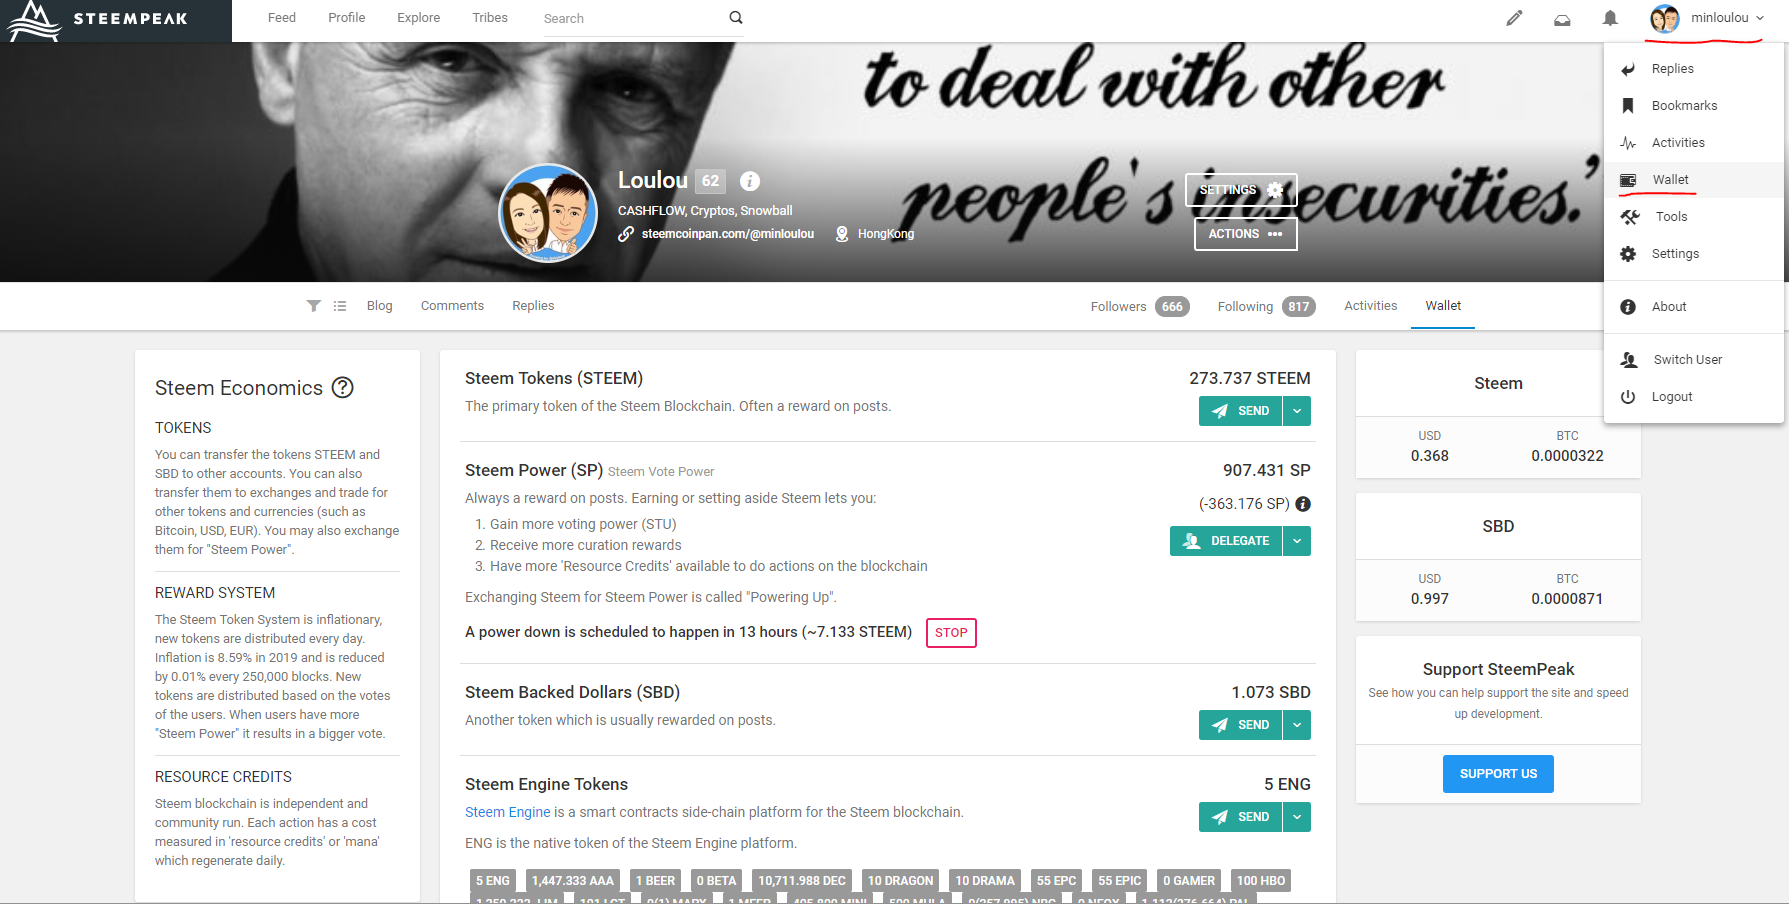 STEEMPEAK
Feed Profile Explore Tribes Search
minloulou
to deal with other
people's insecurities.'
Loulou 62
CASHFLOW, Cryptos, Snowball
steemcoinpan.com/@minloulou HongKong
SETTINGS
ACTIONS
Replies
Bookmarks
Activities
Wallet
Tools
Settings
About
Switch User
Logout
Blog Comments Replies
Followers 666 Following 817 Activities Wallet
Steem Economics
TOKENS
You can transfer the tokens STEEM and
SBD to other accounts. You can also
transfer them to exchanges and trade for
other tokens and currencies (such as
Bitcoin, USD, EUR). You may also exchange
them for "Steem Power".
REWARD SYSTEM
The Steem Token System is inflationary,
new tokens are distributed every day.
Inflation is 8.59% in 2019 and is reduced
by 0.01% every 250,000 blocks. New
tokens are distributed based on the votes
of the users. When users have more
"Steem Power" it results in a bigger vote.
RESOURCE CREDITS
Steem blockchain is independent and
community run. Each action has a cost
measured in 'resource credits' or 'mana'
which regenerate daily.
Steem Tokens (STEEM) 273.737 STEEM
The primary token of the Steem Blockchain. Often a reward on posts.
SEND
Steem Power (SP) Steem Vote Power 907.431 SP
Always a reward on posts. Earning or setting aside Steem lets you:
(-363.176 SP)
1. Gain more voting power (STU)
2. Receive more curation rewards
3. Have more 'Resource Credits' available to do actions on the blockchain
DELEGATE
Exchanging Steem for Steem Power is called "Powering Up".
A power down is scheduled to happen in 13 hours (~7.133 STEEM) STOP
Steem Backed Dollars (SBD) 1.073 SBD
Another token which is usually rewarded on posts.
SEND
Steem Engine Tokens 5 ENG
Steem Engine is a smart contracts side-chain platform for the Steem blockchain.
SEND
ENG is the native token of the Steem Engine platform.
5 ENG 1,447.333 AAA 1 BEER 0 BETA 10,711.988 DEC 10 DRAGON 10 DRAMA 55 EPC 55 EPIC 0 GAMER 100 HBO
Steem
USD BTC
0.368 0.0000322
SBD
USD BTC
0.997 0.0000871
Support SteemPeak
See how you can help support the site and speed
up development.
SUPPORT US